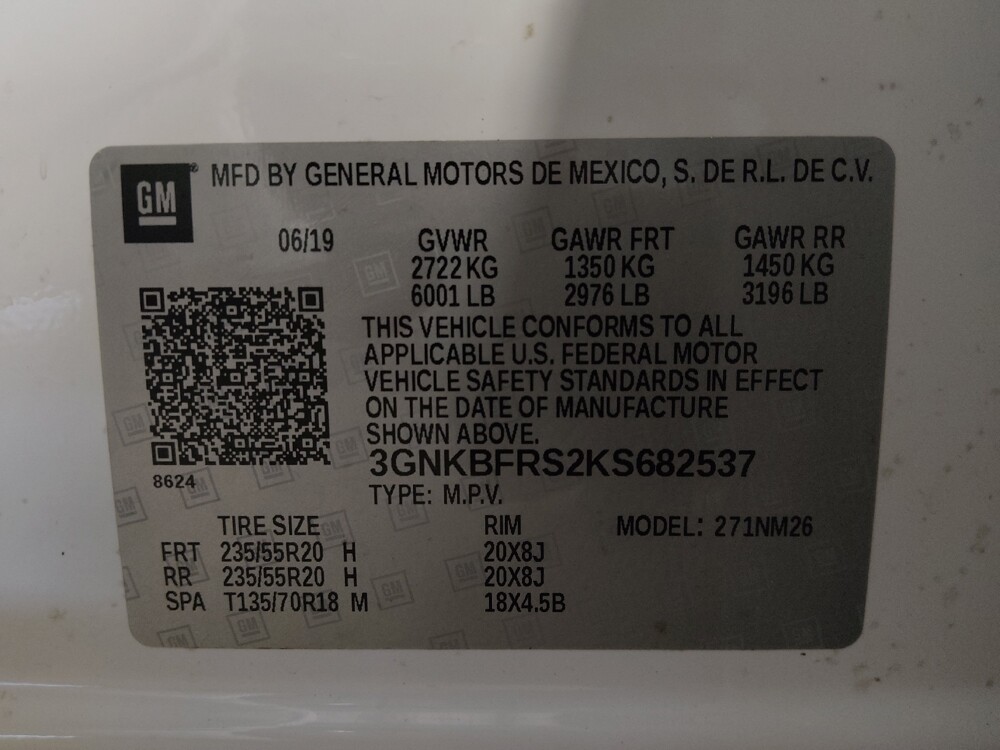 GM
MFD BY GENERAL MOTORS DE MEXICO, S. DE R.L. DE C.V.
06/19 GVWR GAWR FRT GAWR RR
2722 KG 1350 KG 1450 KG
6001 LB 2976 LB 3196 LB
THIS VEHICLE CONFORMS TO ALL
APPLICABLE U.S. FEDERAL MOTOR
VEHICLE SAFETY STANDARDS IN EFFECT
ON THE DATE OF MANUFACTURE
SHOWN ABOVE.
3GNKBFRS2KS682537
8624
TYPE: M.P.V.
TIRE SIZE RIM MODEL: 271NM26
FRT 235/55R20 H 20X8J
RR 235/55R20 H 20X8J
SPA T135/70R18 M 18X4.5B